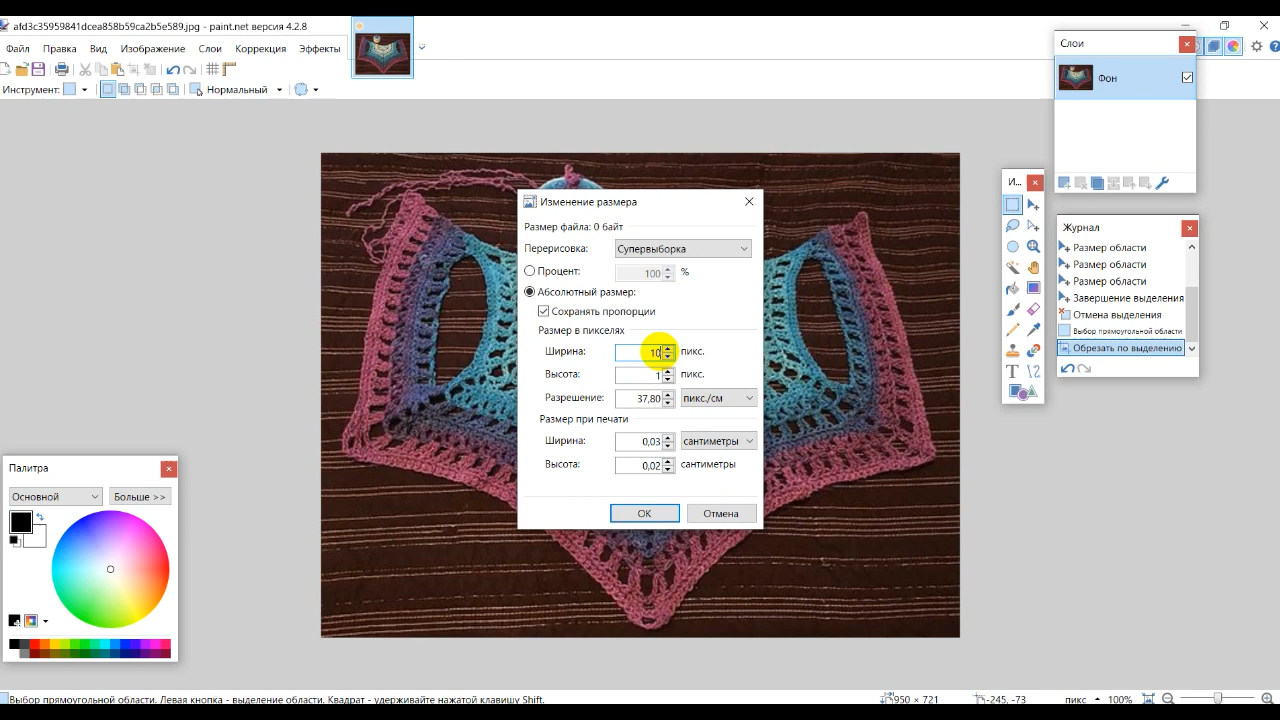 afd3c35959841dcea858b59ca2b5e589.jpg - paint.net версия 4.2.8
Файл Правка Вид Изображение Слои Коррекция Эффекты
Инструмент: Нормальный
Слои
Фон
И...
Журнал
Размер области
Размер области
Размер области
Завершение выделения
Отмена выделения
Выбор прямоугольной области
Обрезать по выделению
Изменение размера
Размер файла: 0 байт
Перерисовка: Супервыборка
Процент: 100 %
Абсолютный размер:
Сохранять пропорции
Размер в пикселях
Ширина: 10 пикс.
Высота: 1 пикс.
Разрешение: 37,80 пикс./см
Размер при печати
Ширина: 0,03 сантиметры
Высота: 0,02 сантиметры
OK Отмена
Палитра
Основной Больше >>
Выбор прямоугольной области. Левая кнопка - выделение области. Квадрат - удерживайте нажатой клавишу Shift. 950 × 721 -245, -73 пикс 100%